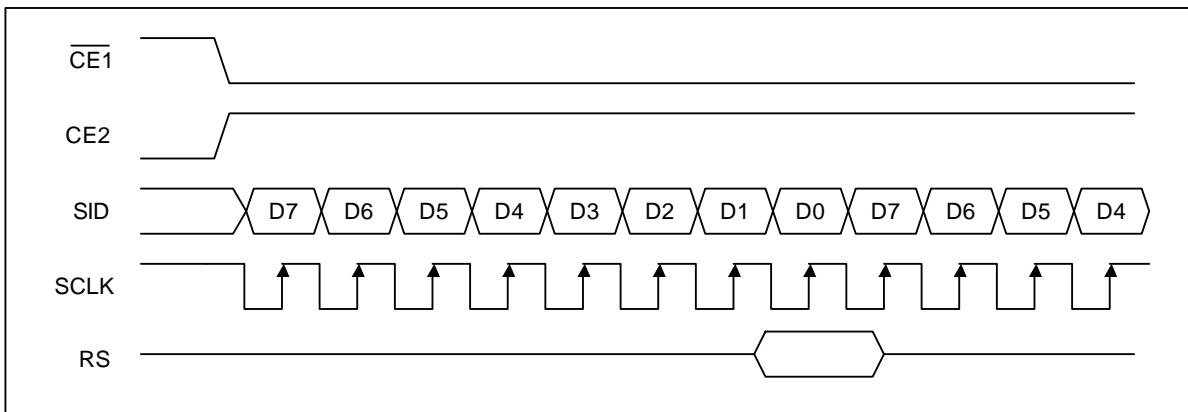 CE1
CE2
SID D7 D6 D5 D4 D3 D2 D1 D0 D7 D6 D5 D4
SCLK
RS